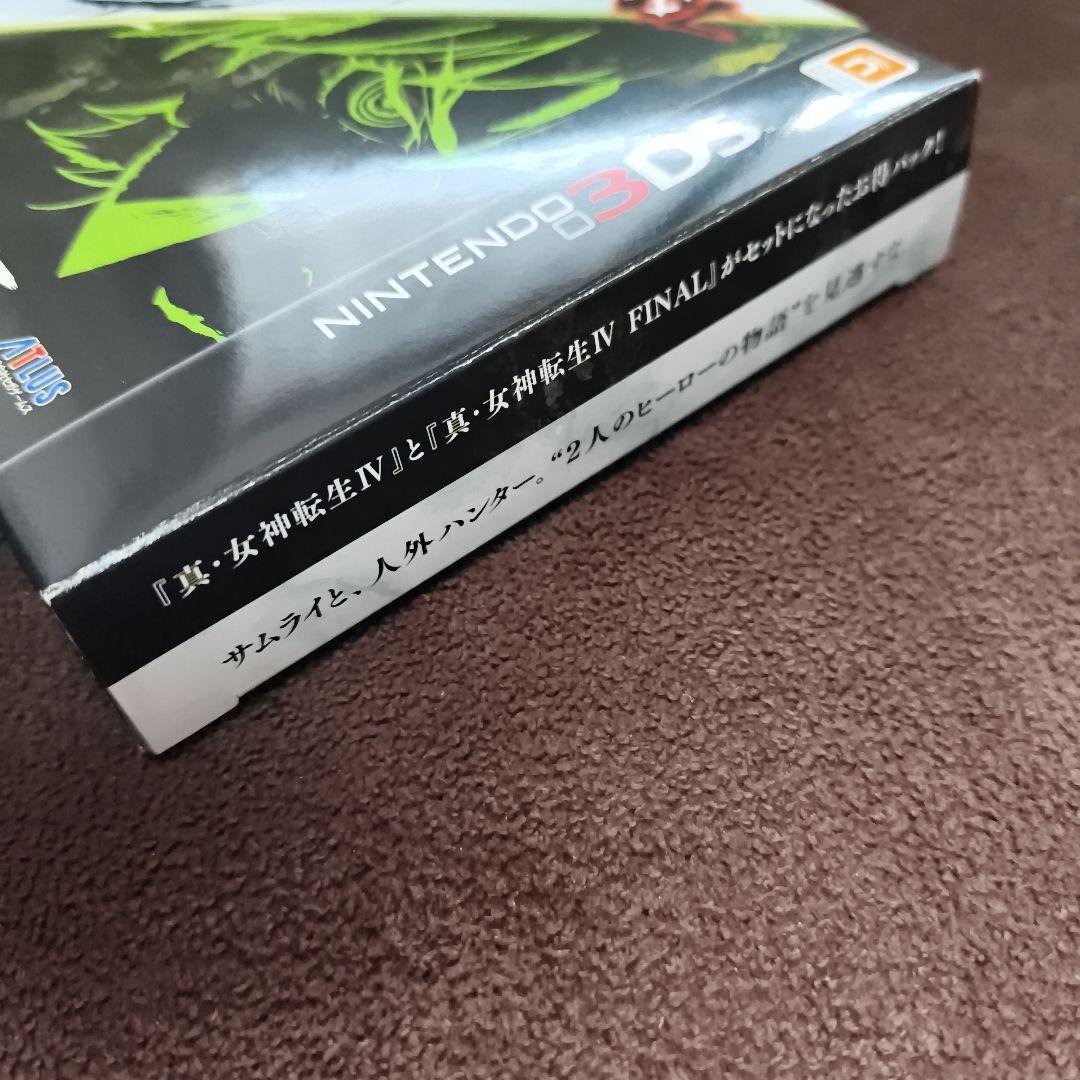 NINTENDO 3DS
ATLUS
『真・女神転生Ⅳ』と『真・女神転生Ⅳ FINAL』がセットになったお得パック!
サムライと、人外ハンター。“2人のヒーローの物語”を見逃すな